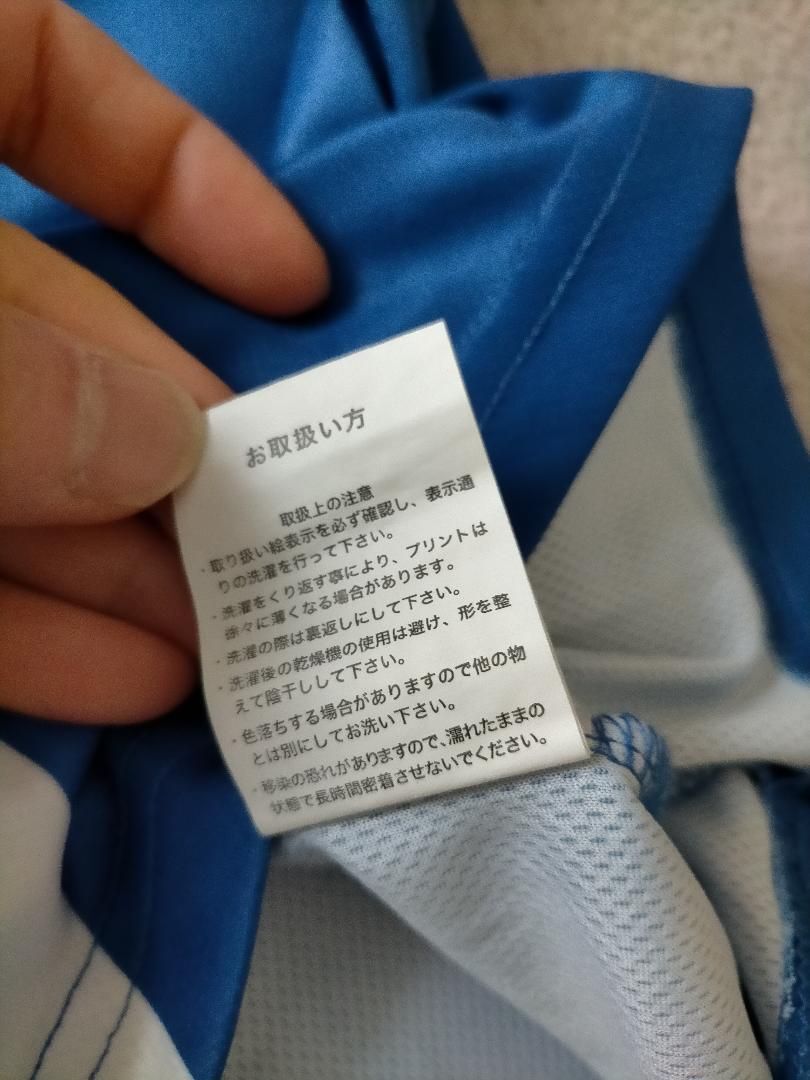 お取扱い方
取扱上の注意
・取り扱い絵表示を必ず確認し、表示通
りの洗濯を行って下さい。
・洗濯をくり返す事により、プリントは
徐々に薄くなる場合があります。
・洗濯の際は裏返しにして下さい。
・洗濯後の乾燥機の使用は避け、形を整
えて陰干しして下さい。
・色落ちする場合がありますので他の物
とは別にしてお洗い下さい。
・移染の恐れがありますので、濡れたままの
状態で長時間密着させないでください。